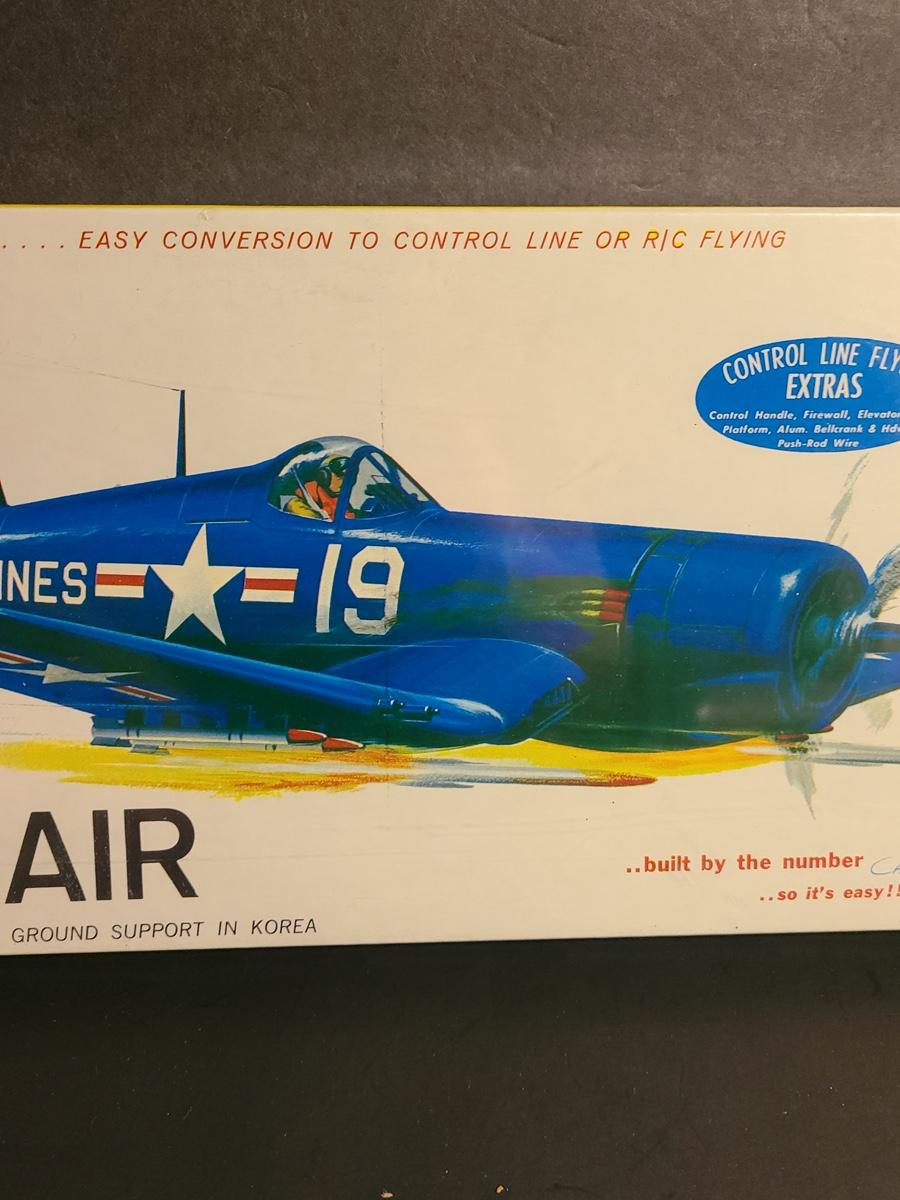 .... EASY CONVERSION TO CONTROL LINE OR R/C FLYING
CONTROL LINE FLY
EXTRAS
Control Handle, Firewall, Elevator
Platform, Alum. Bellcrank & Hdw
Push-Rod Wire
INES
19
AIR
..built by the number
..so it's easy!!
GROUND SUPPORT IN KOREA